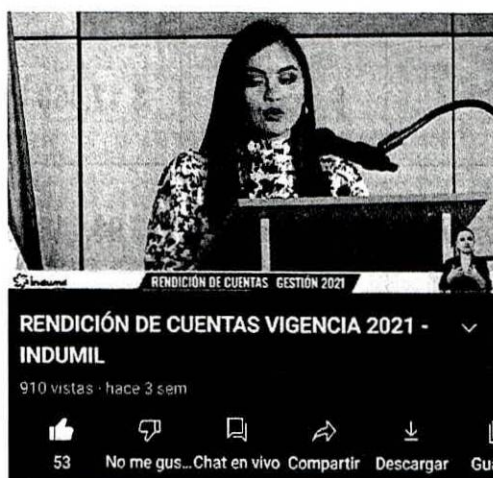 Indumil
RENDICIÓN DE CUENTAS GESTIÓN 2021
RENDICIÓN DE CUENTAS VIGENCIA 2021 -
INDUMIL
910 vistas · hace 3 sem
53 No me gus... Chat en vivo Compartir Descargar Gu